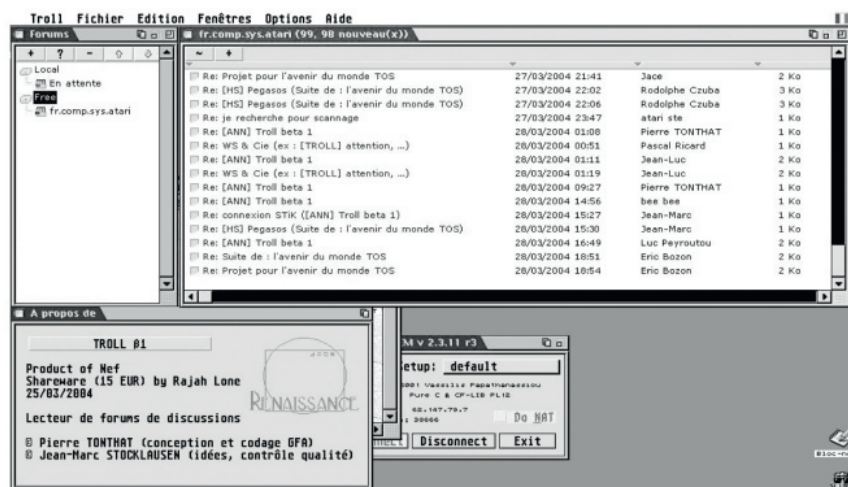 Troll Fichier Edition Fenêtres Options Aide
Forums
fr.comp.sys.atari (99, 98 nouveau(x))
+ ? -
~ +
Local
En attente
Free
fr.comp.sys.atari
Re: Projet pour l'avenir du monde TOS 27/03/2004 21:41 Jace 2 Ko
Re: [HS] Pegasos (Suite de : l'avenir du monde TOS) 27/03/2004 22:02 Rodolphe Czuba 3 Ko
Re: [HS] Pegasos (Suite de : l'avenir du monde TOS) 27/03/2004 22:06 Rodolphe Czuba 3 Ko
Re: je recherche pour scannage 27/03/2004 23:47 atari ste 1 Ko
Re: [ANN] Troll beta 1 28/03/2004 01:08 Pierre TONTHAT 1 Ko
Re: WS & Cie (ex : [TROLL] attention, ...) 28/03/2004 00:51 Pascal Ricard 1 Ko
Re: [ANN] Troll beta 1 28/03/2004 01:11 Jean-Luc 2 Ko
Re: WS & Cie (ex : [TROLL] attention, ...) 28/03/2004 01:19 Jean-Luc 2 Ko
Re: [ANN] Troll beta 1 28/03/2004 09:27 Pierre TONTHAT 1 Ko
Re: [ANN] Troll beta 1 28/03/2004 14:56 bee bee 1 Ko
Re: connexion STiK ([ANN] Troll beta 1) 28/03/2004 15:27 Jean-Marc 1 Ko
Re: [HS] Pegasos (Suite de : l'avenir du monde TOS) 28/03/2004 15:30 Jean-Marc 1 Ko
Re: [ANN] Troll beta 1 28/03/2004 16:49 Luc Peyroutou 2 Ko
Re: Suite de : l'avenir du monde TOS 28/03/2004 18:51 Eric Bozon 2 Ko
Re: Projet pour l'avenir du monde TOS 28/03/2004 18:54 Eric Bozon 2 Ko
A propos de
TROLL β1
Product of Nef
Shareware (15 EUR) by Rajah Lone
25/03/2004
RENAISSANCE
Lecteur de forums de discussions
© Pierre TONTHAT (conception et codage GFA)
© Jean-Marc STOCKLAUSEN (idées, contrôle qualité)
M v 2.3.11 r3
etup: default
2001 Vassilis Papathanassiou
Pure C & CF-LIB PL12
Do NAT
nect Disconnect Exit